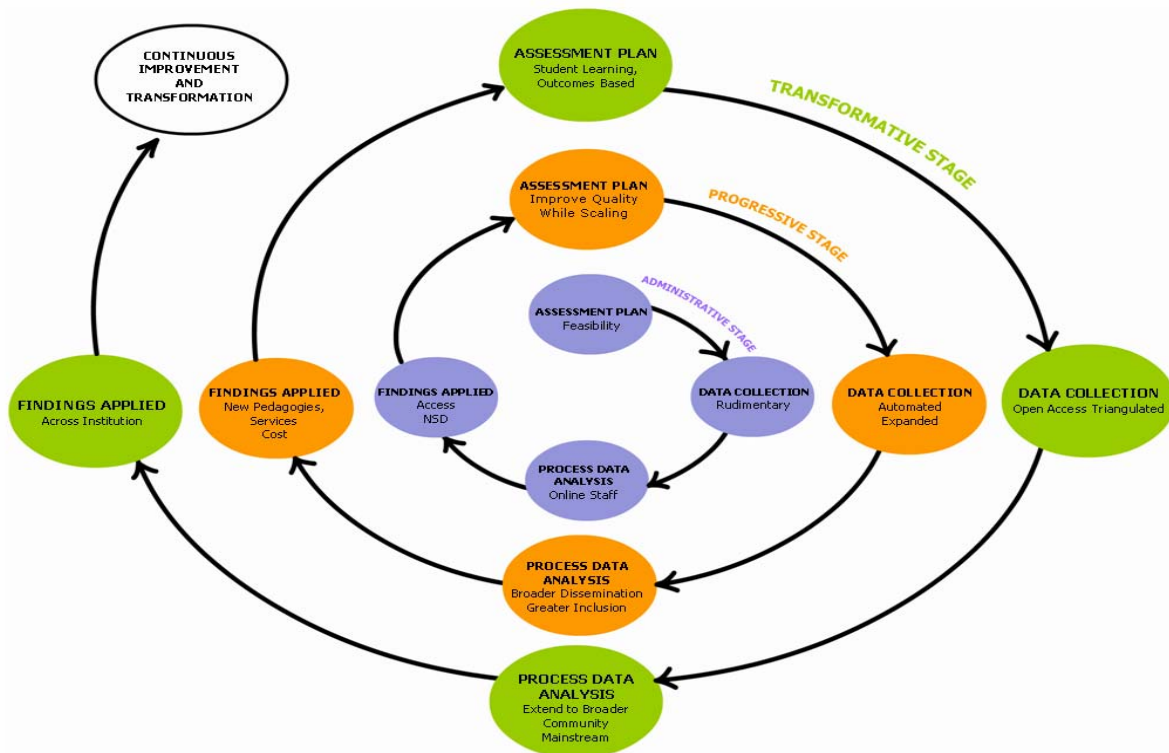 CONTINUOUS
IMPROVEMENT
AND
TRANSFORMATION
ASSESSMENT PLAN
Student Learning,
Outcomes Based
TRANSFORMATIVE STAGE
ASSESSMENT PLAN
Improve Quality
While Scaling
PROGRESSIVE STAGE
ASSESSMENT PLAN
Feasibility
ADMINISTRATIVE STAGE
FINDINGS APPLIED
Across Institution
FINDINGS APPLIED
New Pedagogies,
Services
Cost
FINDINGS APPLIED
Access
NSD
DATA COLLECTION
Rudimentary
DATA COLLECTION
Automated
Expanded
DATA COLLECTION
Open Access Triangulated
PROCESS DATA
ANALYSIS
Online Staff
PROCESS DATA
ANALYSIS
Broader Dissemination
Greater Inclusion
PROCESS DATA
ANALYSIS
Extend to Broader
Community
Mainstream